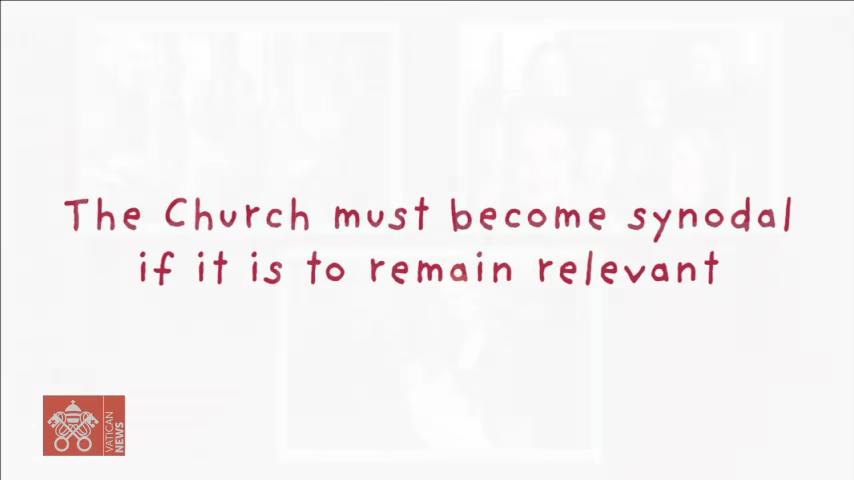 The Church must become synodal
if it is to remain relevant
VATICAN
NEWS